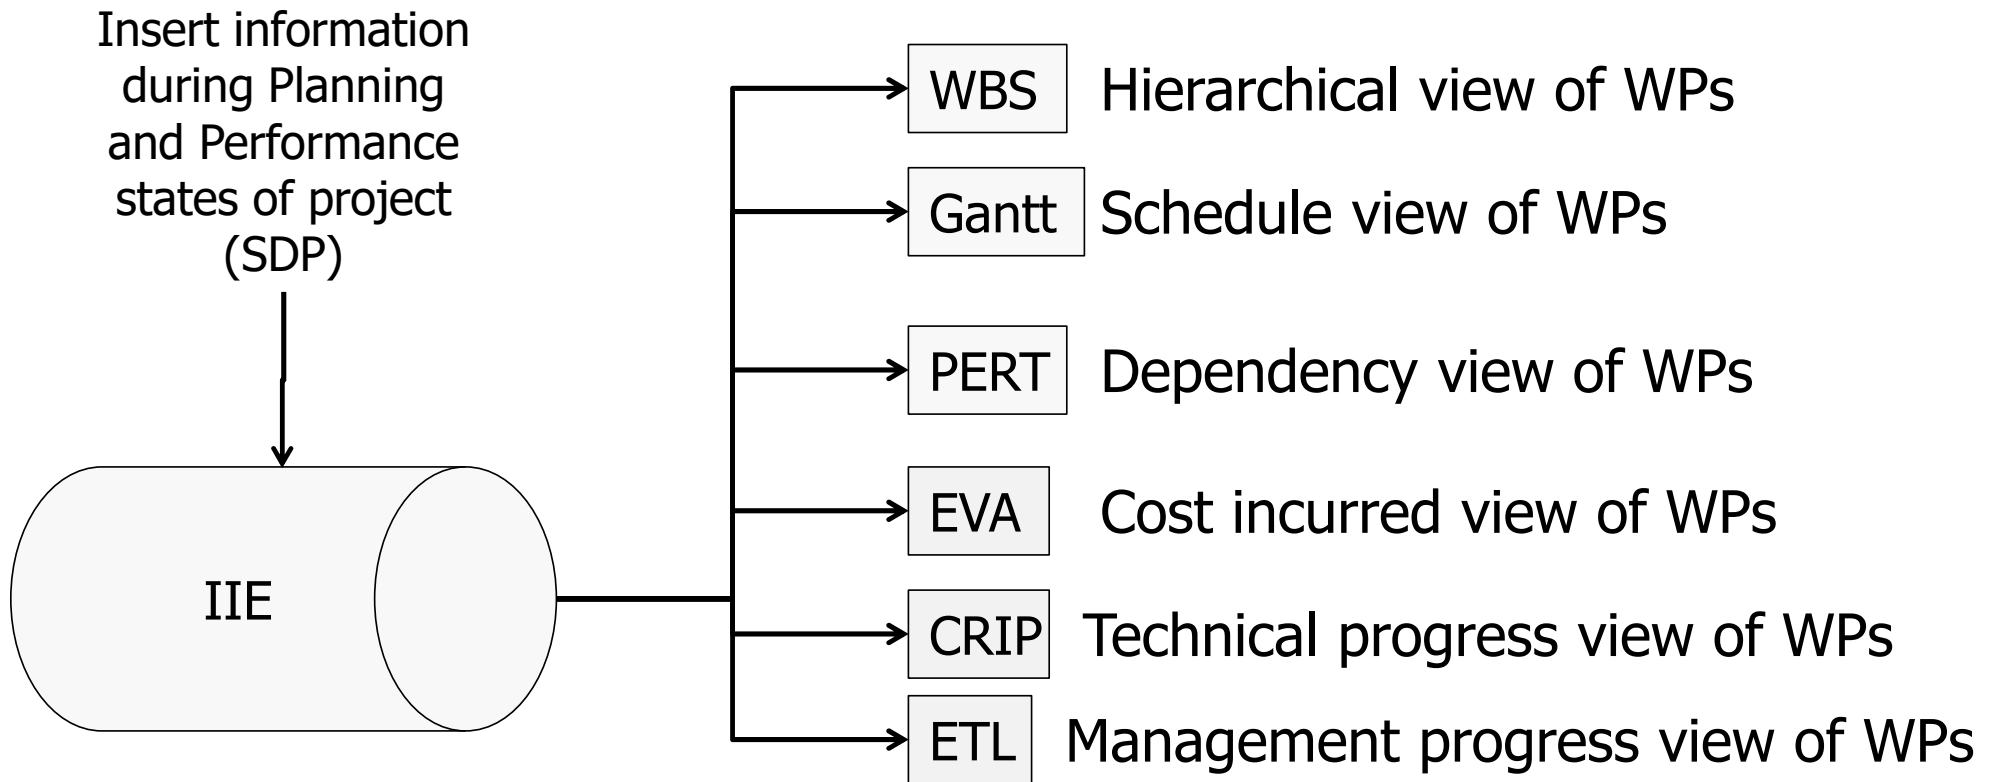 Insert information
during Planning
and Performance
states of project
(SDP)
IIE
WBS Hierarchical view of WPs
Gantt Schedule view of WPs
PERT Dependency view of WPs
EVA Cost incurred view of WPs
CRIP Technical progress view of WPs
ETL Management progress view of WPs